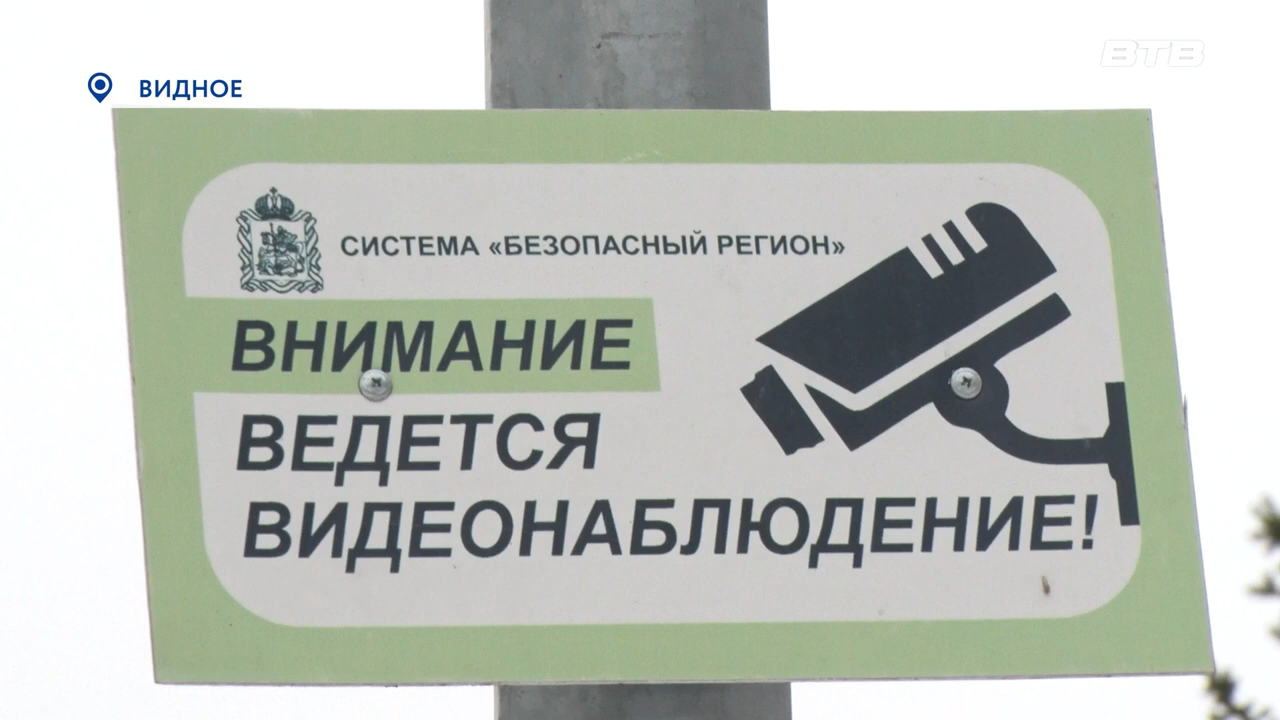 ВИДНОЕ
ВТВ
СИСТЕМА «БЕЗОПАСНЫЙ РЕГИОН»
ВНИМАНИЕ
ВЕДЕТСЯ
ВИДЕОНАБЛЮДЕНИЕ!